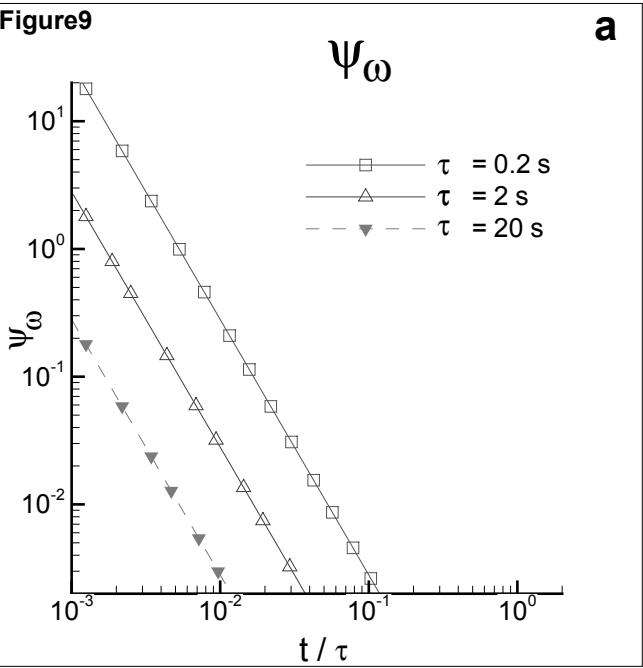 Figure9
a
ψω
τ = 0.2 s
τ = 2 s
τ = 20 s
ψω
10¹
10⁰
10⁻¹
10⁻²
10⁻³ 10⁻² 10⁻¹ 10⁰
t / τ